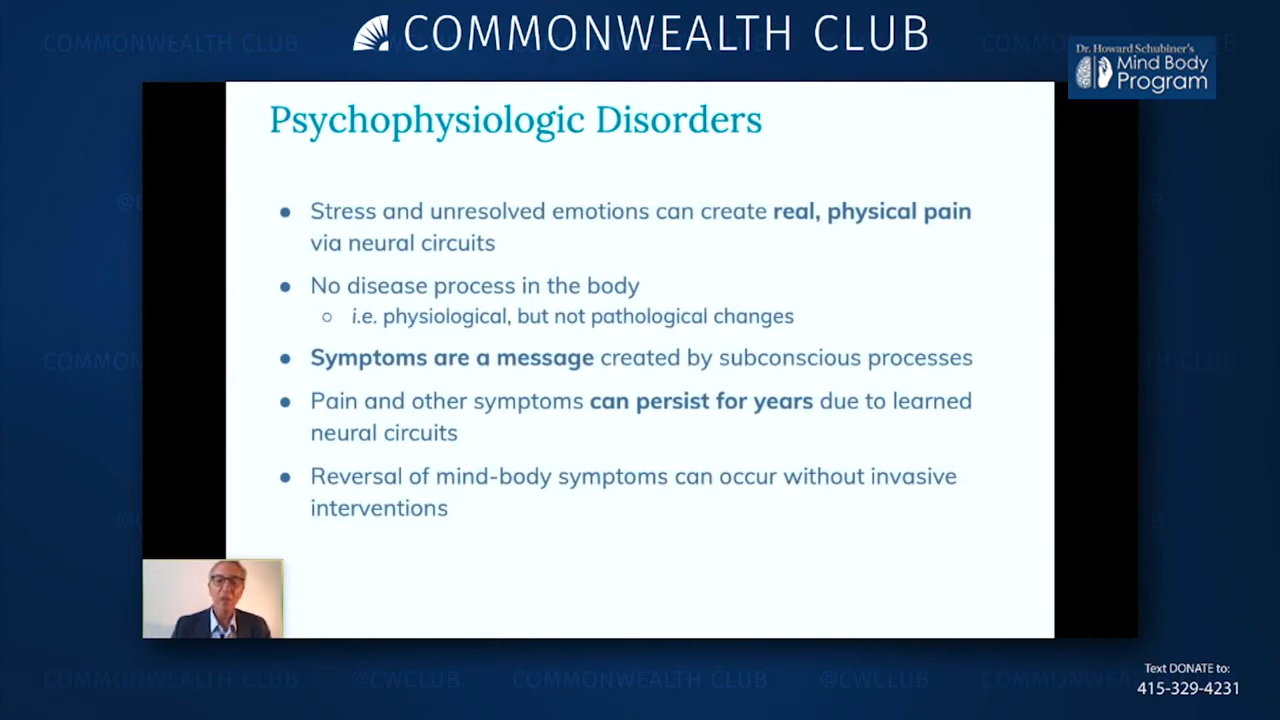 COMMONWEALTH CLUB
Dr. Howard Schubiner's
Mind Body
Program
Psychophysiologic Disorders
● Stress and unresolved emotions can create real, physical pain
via neural circuits
● No disease process in the body
○ i.e. physiological, but not pathological changes
● Symptoms are a message created by subconscious processes
● Pain and other symptoms can persist for years due to learned
neural circuits
● Reversal of mind-body symptoms can occur without invasive
interventions
COMMONWEALTH CLUB
@CWCLUB
COMMONWEALTH CLUB
@CWCLUB
Text DONATE to:
415-329-4231